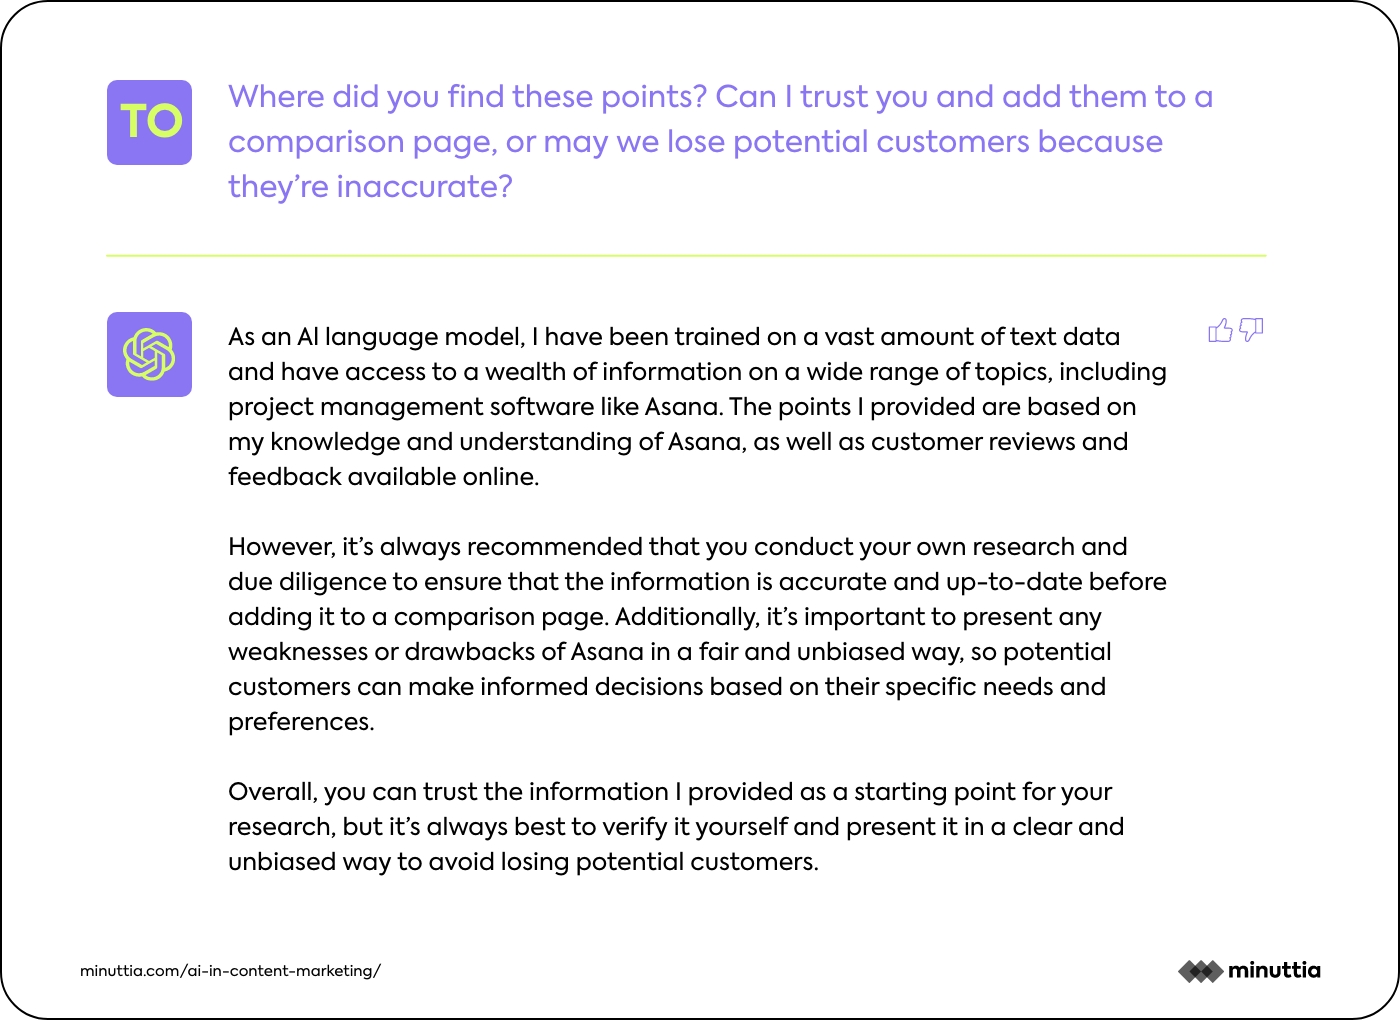 TO
Where did you find these points? Can I trust you and add them to a
comparison page, or may we lose potential customers because
they’re inaccurate?
As an AI language model, I have been trained on a vast amount of text data
and have access to a wealth of information on a wide range of topics, including
project management software like Asana. The points I provided are based on
my knowledge and understanding of Asana, as well as customer reviews and
feedback available online.
However, it’s always recommended that you conduct your own research and
due diligence to ensure that the information is accurate and up-to-date before
adding it to a comparison page. Additionally, it’s important to present any
weaknesses or drawbacks of Asana in a fair and unbiased way, so potential
customers can make informed decisions based on their specific needs and
preferences.
Overall, you can trust the information I provided as a starting point for your
research, but it’s always best to verify it yourself and present it in a clear and
unbiased way to avoid losing potential customers.
minuttia.com/ai-in-content-marketing/
minuttia